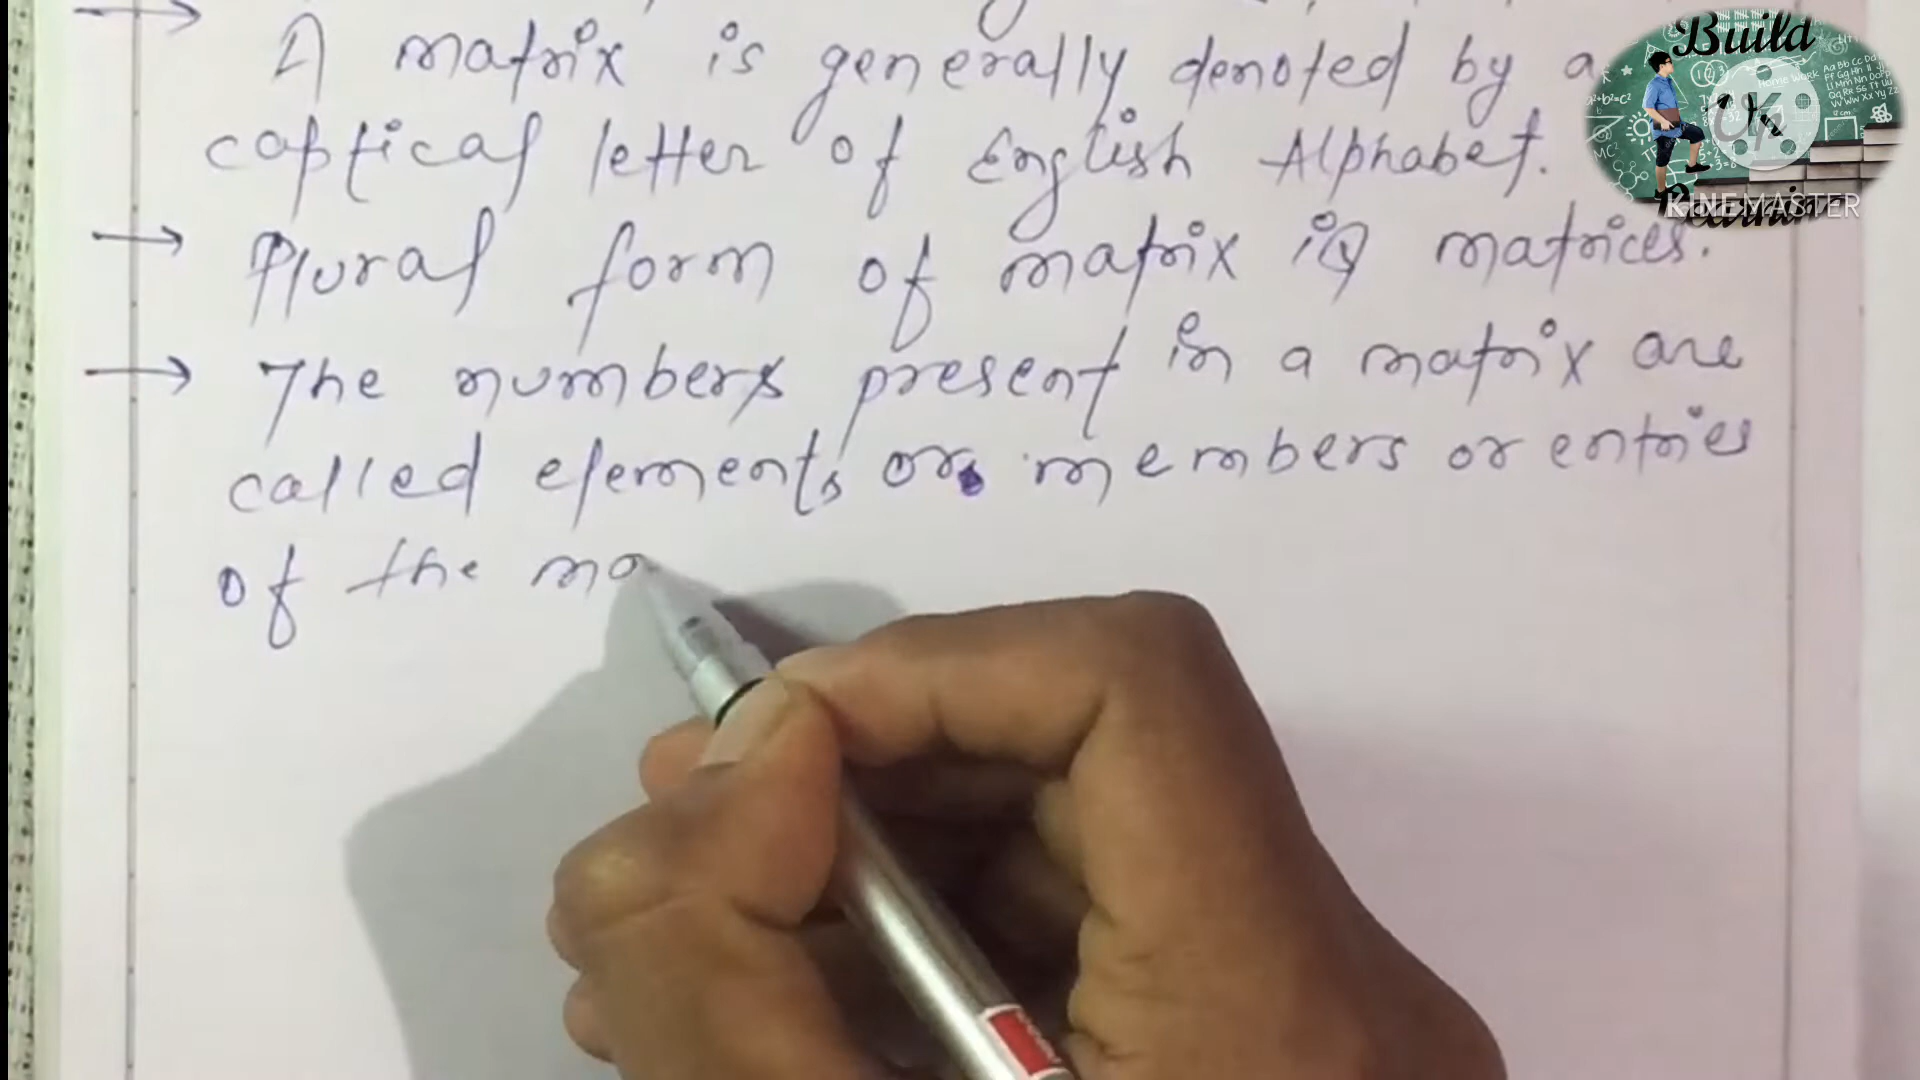 A matrix is generally denoted by a
captical letter of English Alphabet.
Plural form of matrix is matrices.
The numbers present in a matrix are
called elements or members or entries
of the ma
Build
KINEMASTER